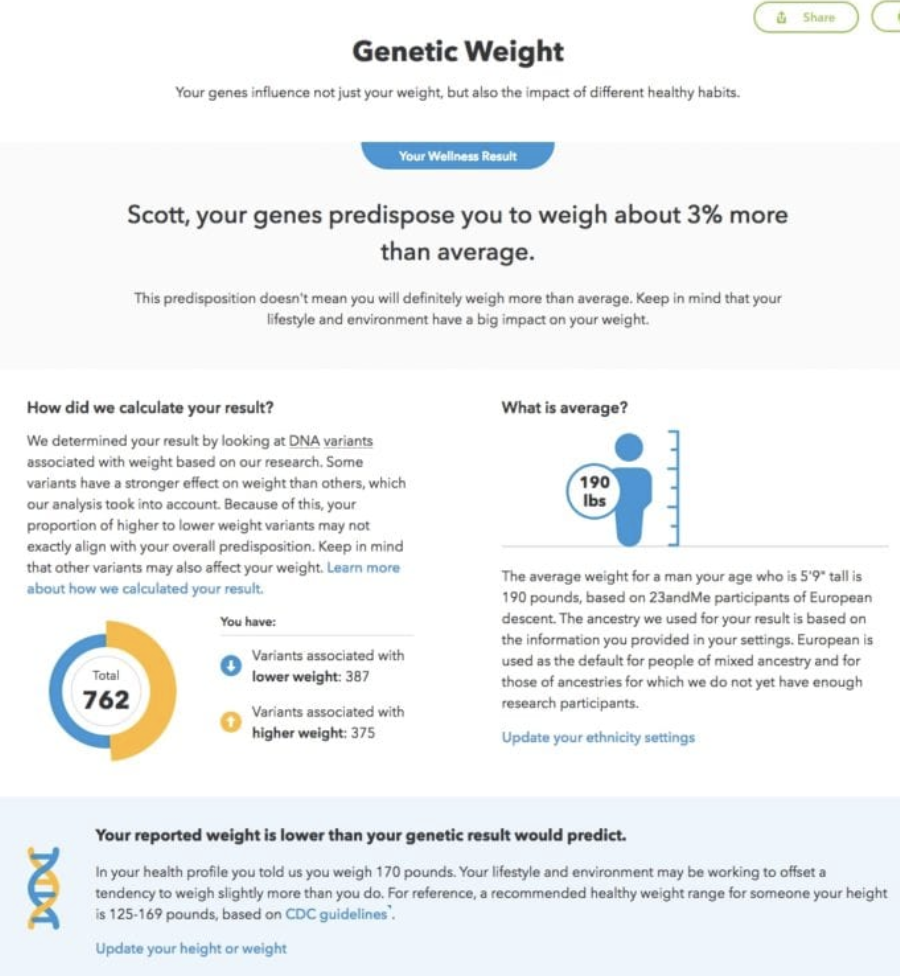 Share
Genetic Weight
Your genes influence not just your weight, but also the impact of different healthy habits.
Your Wellness Result
Scott, your genes predispose you to weigh about 3% more
than average.
This predisposition doesn't mean you will definitely weigh more than average. Keep in mind that your
lifestyle and environment have a big impact on your weight.
How did we calculate your result?
We determined your result by looking at DNA variants
associated with weight based on our research. Some
variants have a stronger effect on weight than others, which
our analysis took into account. Because of this, your
proportion of higher to lower weight variants may not
exactly align with your overall predisposition. Keep in mind
that other variants may also affect your weight. Learn more
about how we calculated your result.
Total
762
You have:
Variants associated with
lower weight: 387
Variants associated with
higher weight: 375
What is average?
190
lbs
The average weight for a man your age who is 5'9" tall is
190 pounds, based on 23andMe participants of European
descent. The ancestry we used for your result is based on
the information you provided in your settings. European is
used as the default for people of mixed ancestry and for
those of ancestries for which we do not yet have enough
research participants.
Update your ethnicity settings
Your reported weight is lower than your genetic result would predict.
In your health profile you told us you weigh 170 pounds. Your lifestyle and environment may be working to offset a
tendency to weigh slightly more than you do. For reference, a recommended healthy weight range for someone your height
is 125-169 pounds, based on CDC guidelines.
Update your height or weight